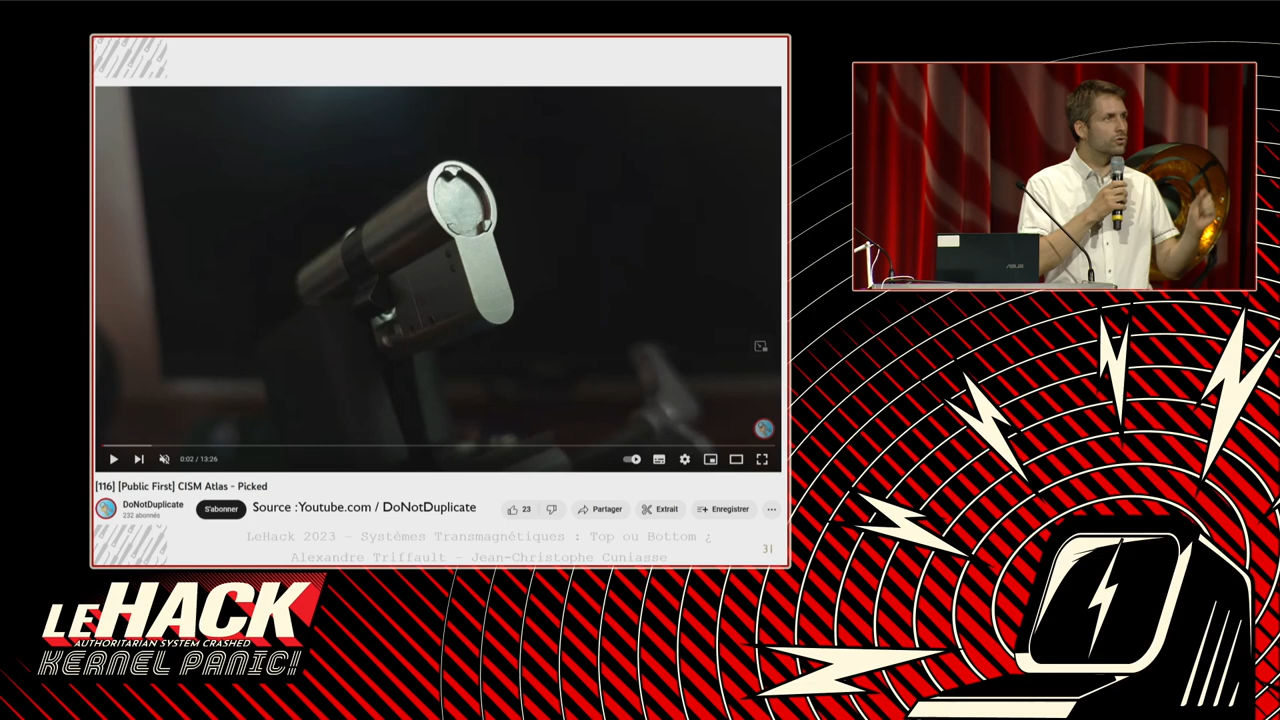 0:02 / 13:26
[116] [Public First] CISM Atlas - Picked
DoNotDuplicate
232 abonnés
S'abonner
Source :Youtube.com / DoNotDuplicate
23
Partager
Extrait
Enregistrer
LeHack 2023 – Systèmes Transmagnétiques : Top ou Bottom ¿
Alexandre Triffault – Jean-Christophe Cuniasse
31
ASUS
LEHACK
AUTHORITARIAN SYSTEM CRASHED
KERNEL PANIC!